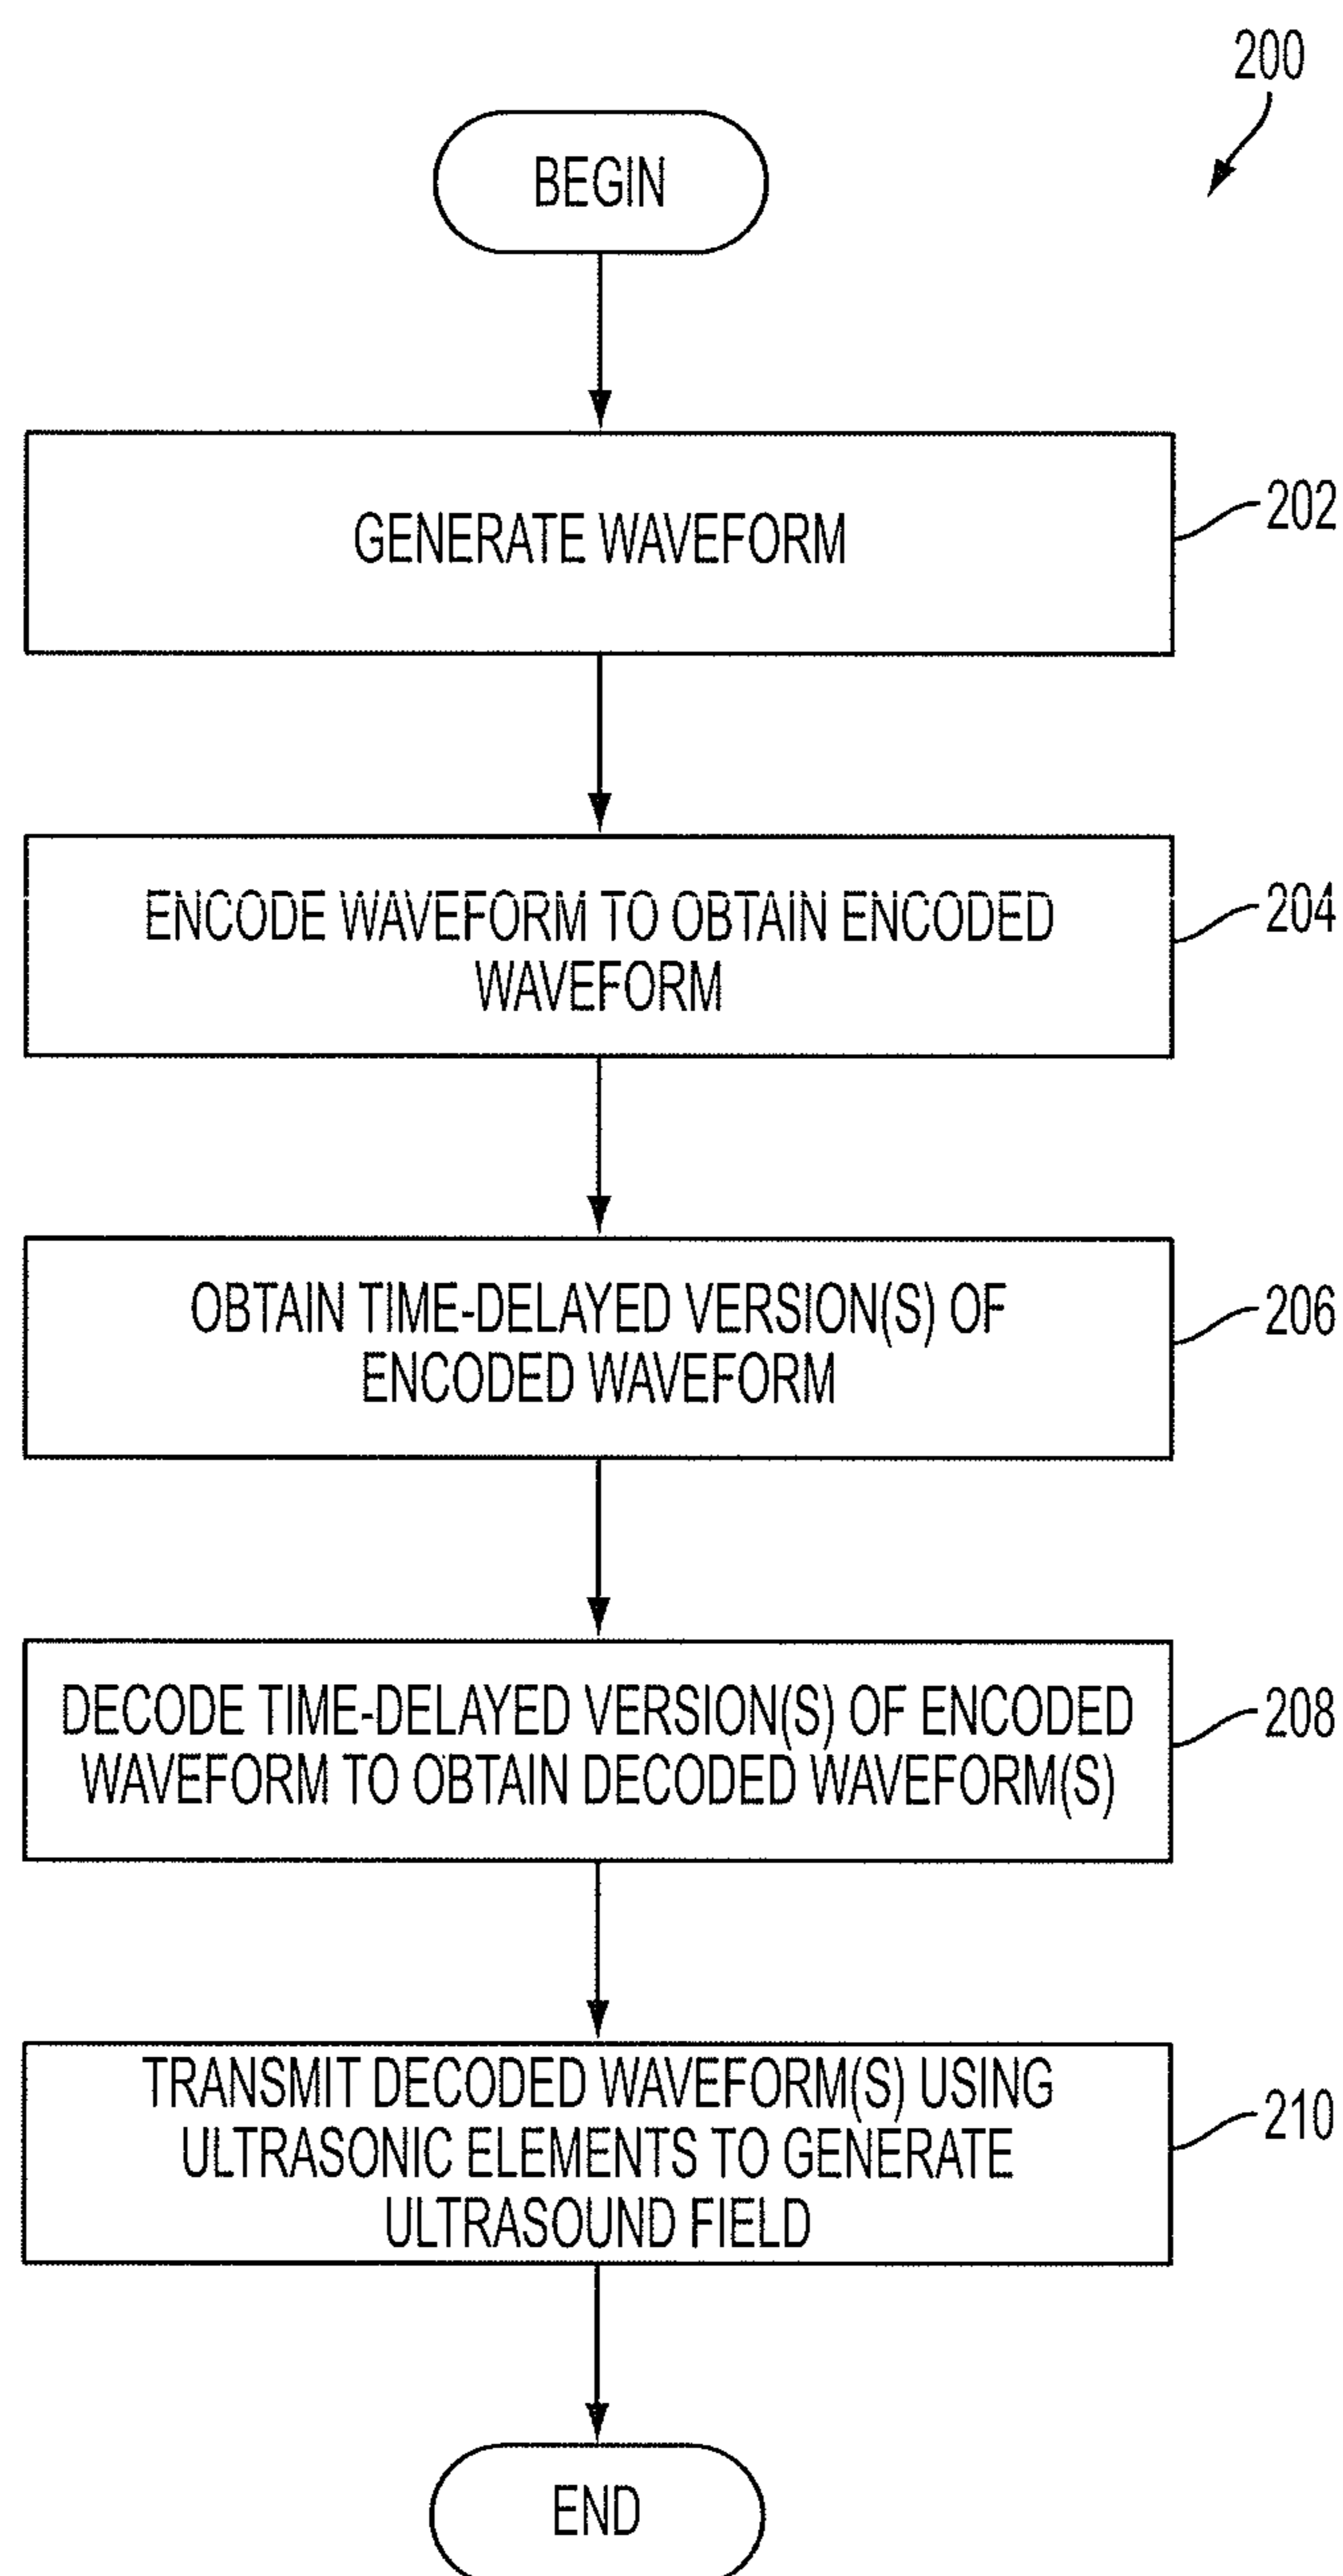 200
BEGIN
GENERATE WAVEFORM
202
ENCODE WAVEFORM TO OBTAIN ENCODED
WAVEFORM
204
OBTAIN TIME-DELAYED VERSION(S) OF
ENCODED WAVEFORM
206
DECODE TIME-DELAYED VERSION(S) OF ENCODED
WAVEFORM TO OBTAIN DECODED WAVEFORM(S)
208
TRANSMIT DECODED WAVEFORM(S) USING
ULTRASONIC ELEMENTS TO GENERATE
ULTRASOUND FIELD
210
END